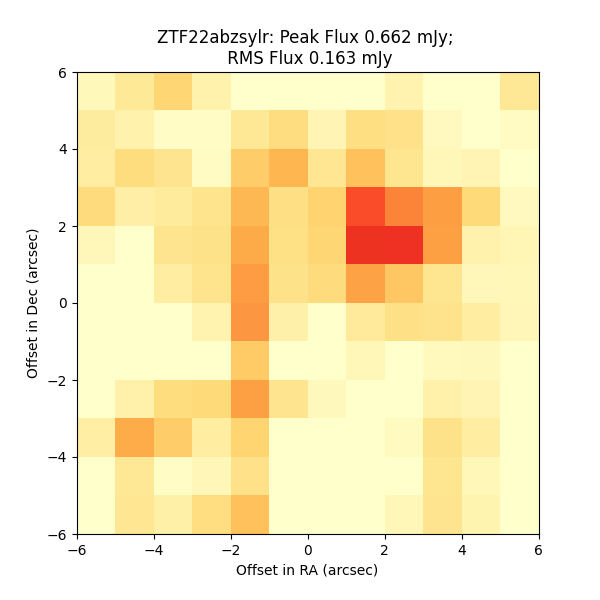 ZTF22abzsylr: Peak Flux 0.662 mJy;
RMS Flux 0.163 mJy
6
4
2
0
−2
−4
−6
Offset in Dec (arcsec)
−6 −4 −2 0 2 4 6
Offset in RA (arcsec)